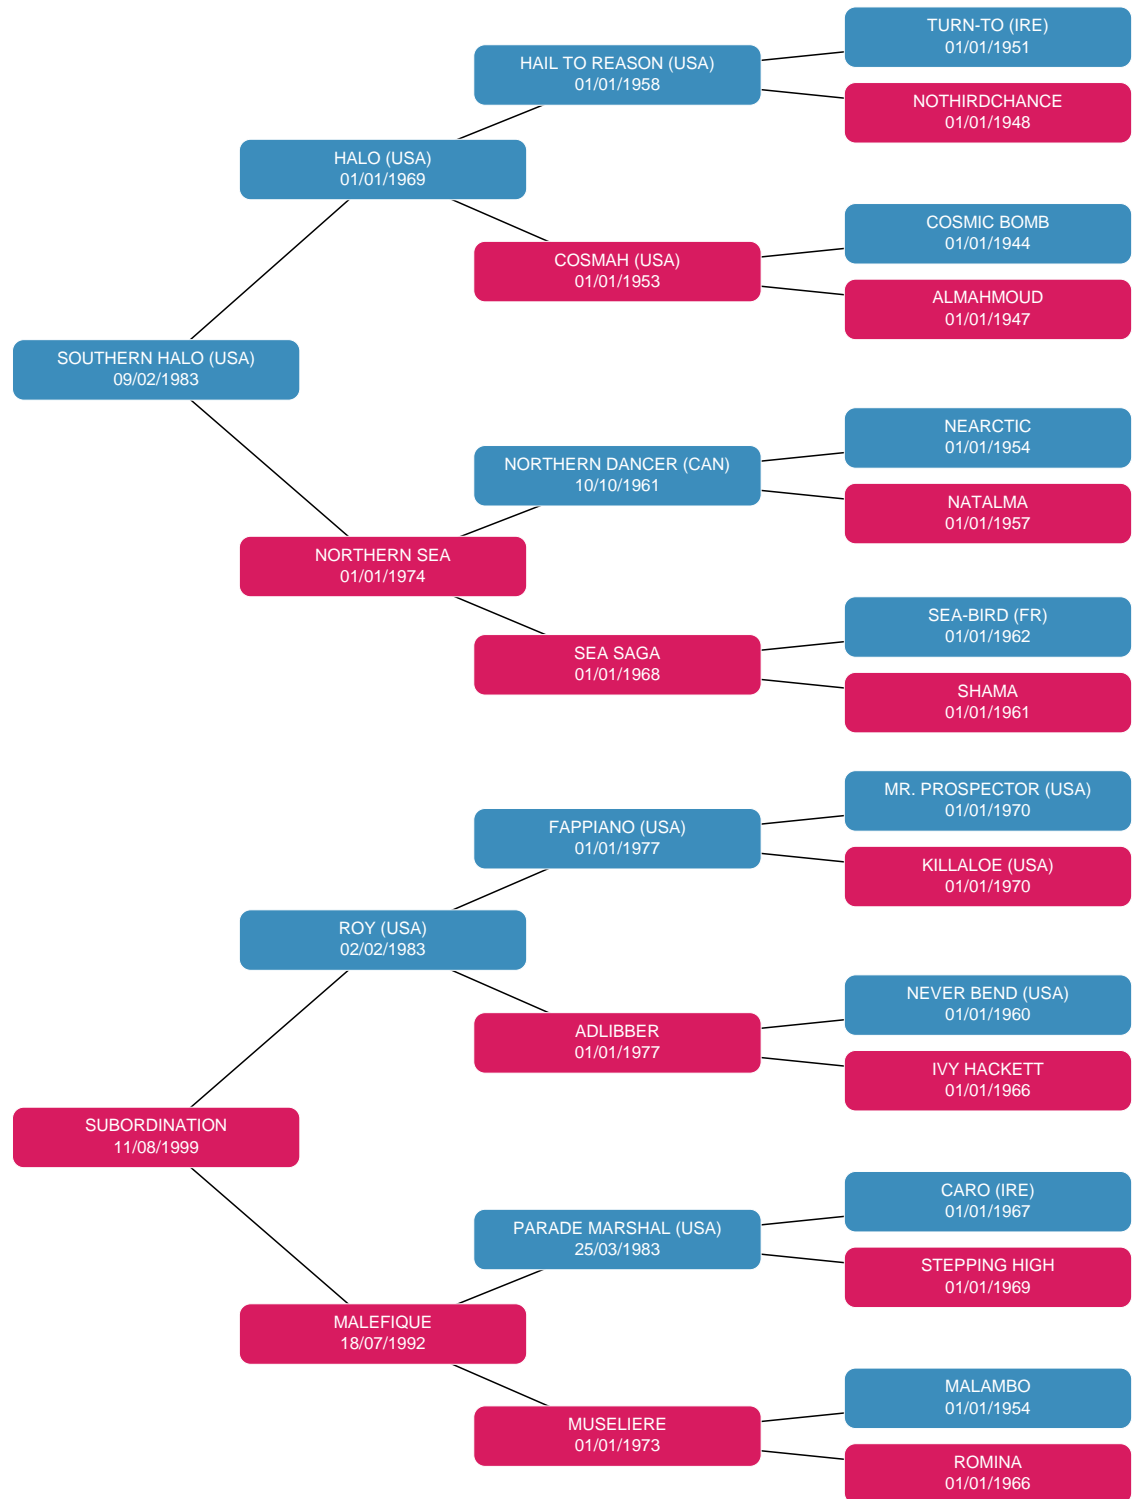 TURN-TO (IRE)
01/01/1951
HAIL TO REASON (USA)
01/01/1958
NOTHIRDCHANCE
01/01/1948
HALO (USA)
01/01/1969
COSMIC BOMB
01/01/1944
COSMAH (USA)
01/01/1953
ALMAHMOUD
01/01/1947
SOUTHERN HALO (USA)
09/02/1983
NEARCTIC
01/01/1954
NORTHERN DANCER (CAN)
10/10/1961
NATALMA
01/01/1957
NORTHERN SEA
01/01/1974
SEA-BIRD (FR)
01/01/1962
SEA SAGA
01/01/1968
SHAMA
01/01/1961
MR. PROSPECTOR (USA)
01/01/1970
FAPPIANO (USA)
01/01/1977
KILLALOE (USA)
01/01/1970
ROY (USA)
02/02/1983
NEVER BEND (USA)
01/01/1960
ADLIBBER
01/01/1977
IVY HACKETT
01/01/1966
SUBORDINATION
11/08/1999
CARO (IRE)
01/01/1967
PARADE MARSHAL (USA)
25/03/1983
STEPPING HIGH
01/01/1969
MALEFIQUE
18/07/1992
MALAMBO
01/01/1954
MUSELIERE
01/01/1973
ROMINA
01/01/1966